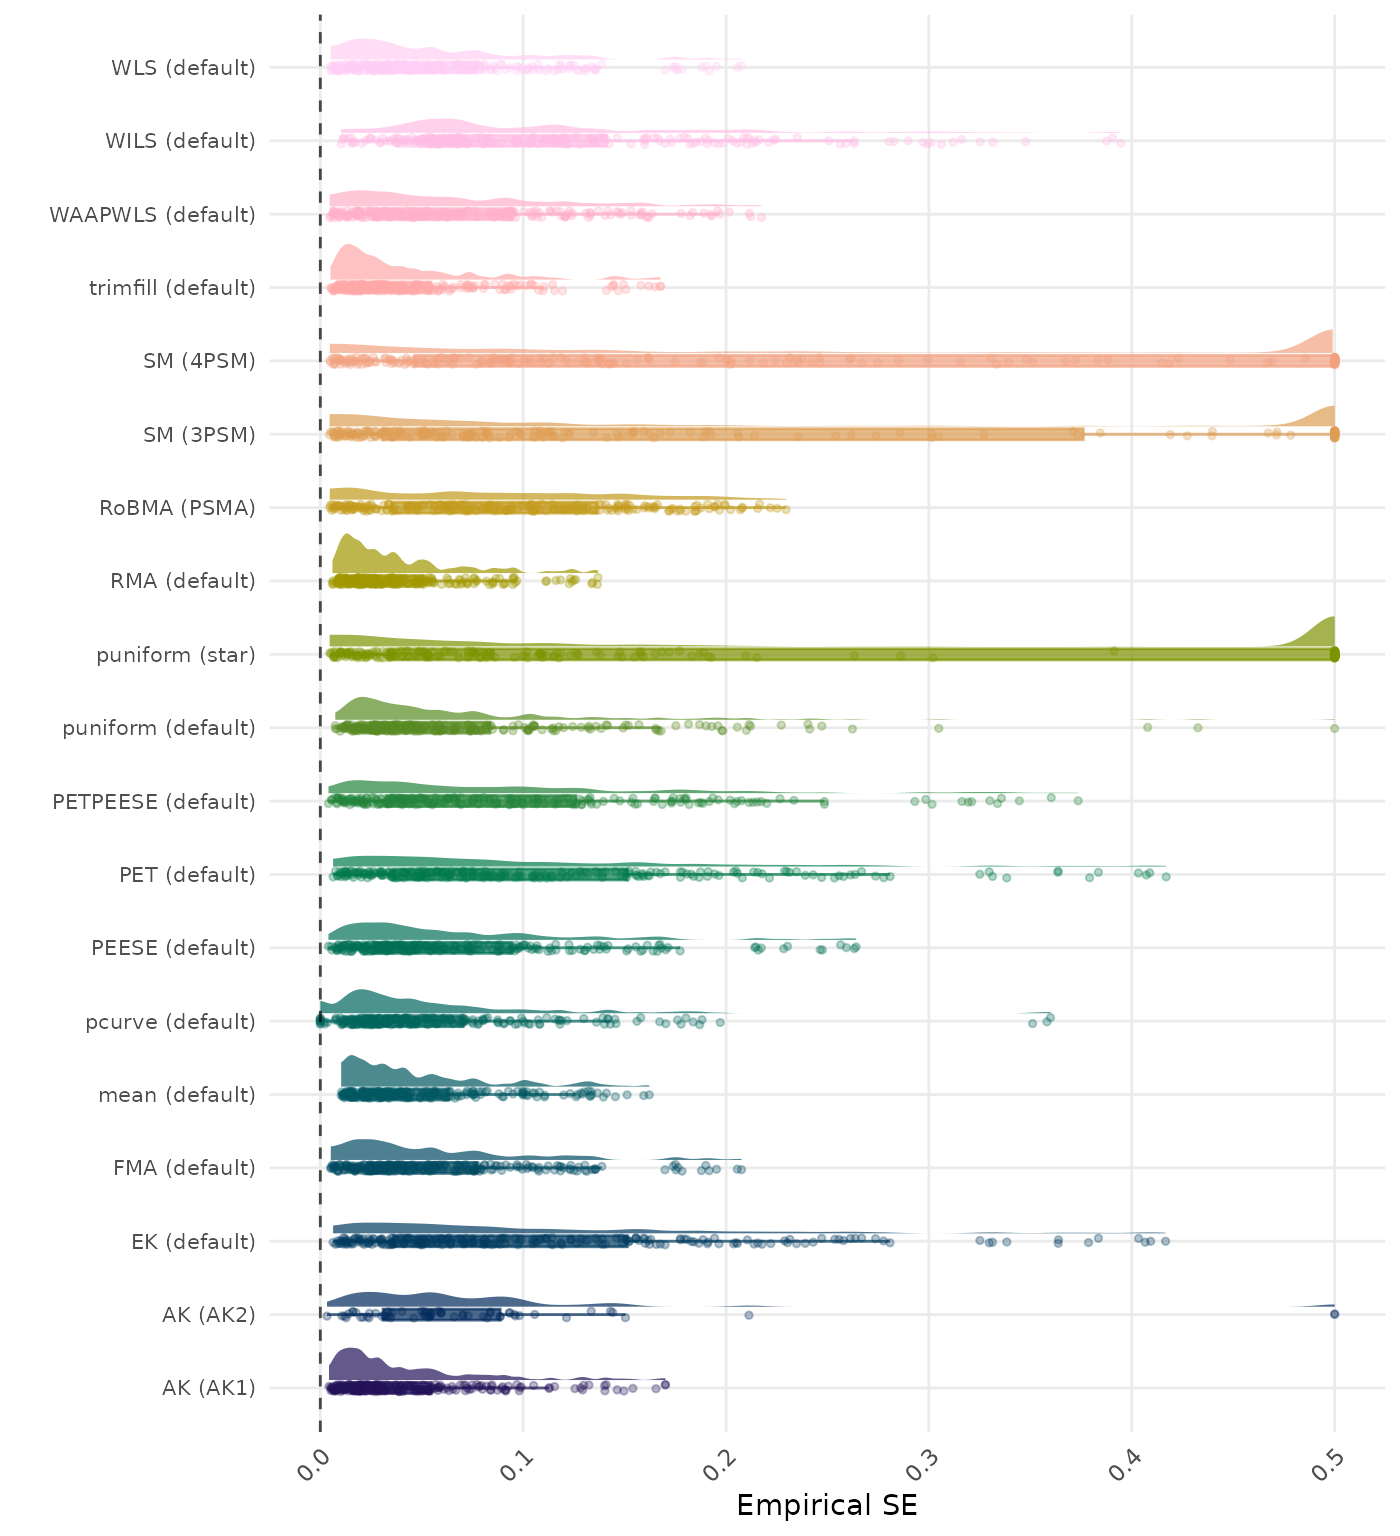 WLS (default)
WILS (default)
WAAPWLS (default)
trimfill (default)
SM (4PSM)
SM (3PSM)
RoBMA (PSMA)
RMA (default)
puniform (star)
puniform (default)
PETPEESE (default)
PET (default)
PEESE (default)
pcurve (default)
mean (default)
FMA (default)
EK (default)
AK (AK2)
AK (AK1)
0.0 0.1 0.2 0.3 0.4 0.5
Empirical SE